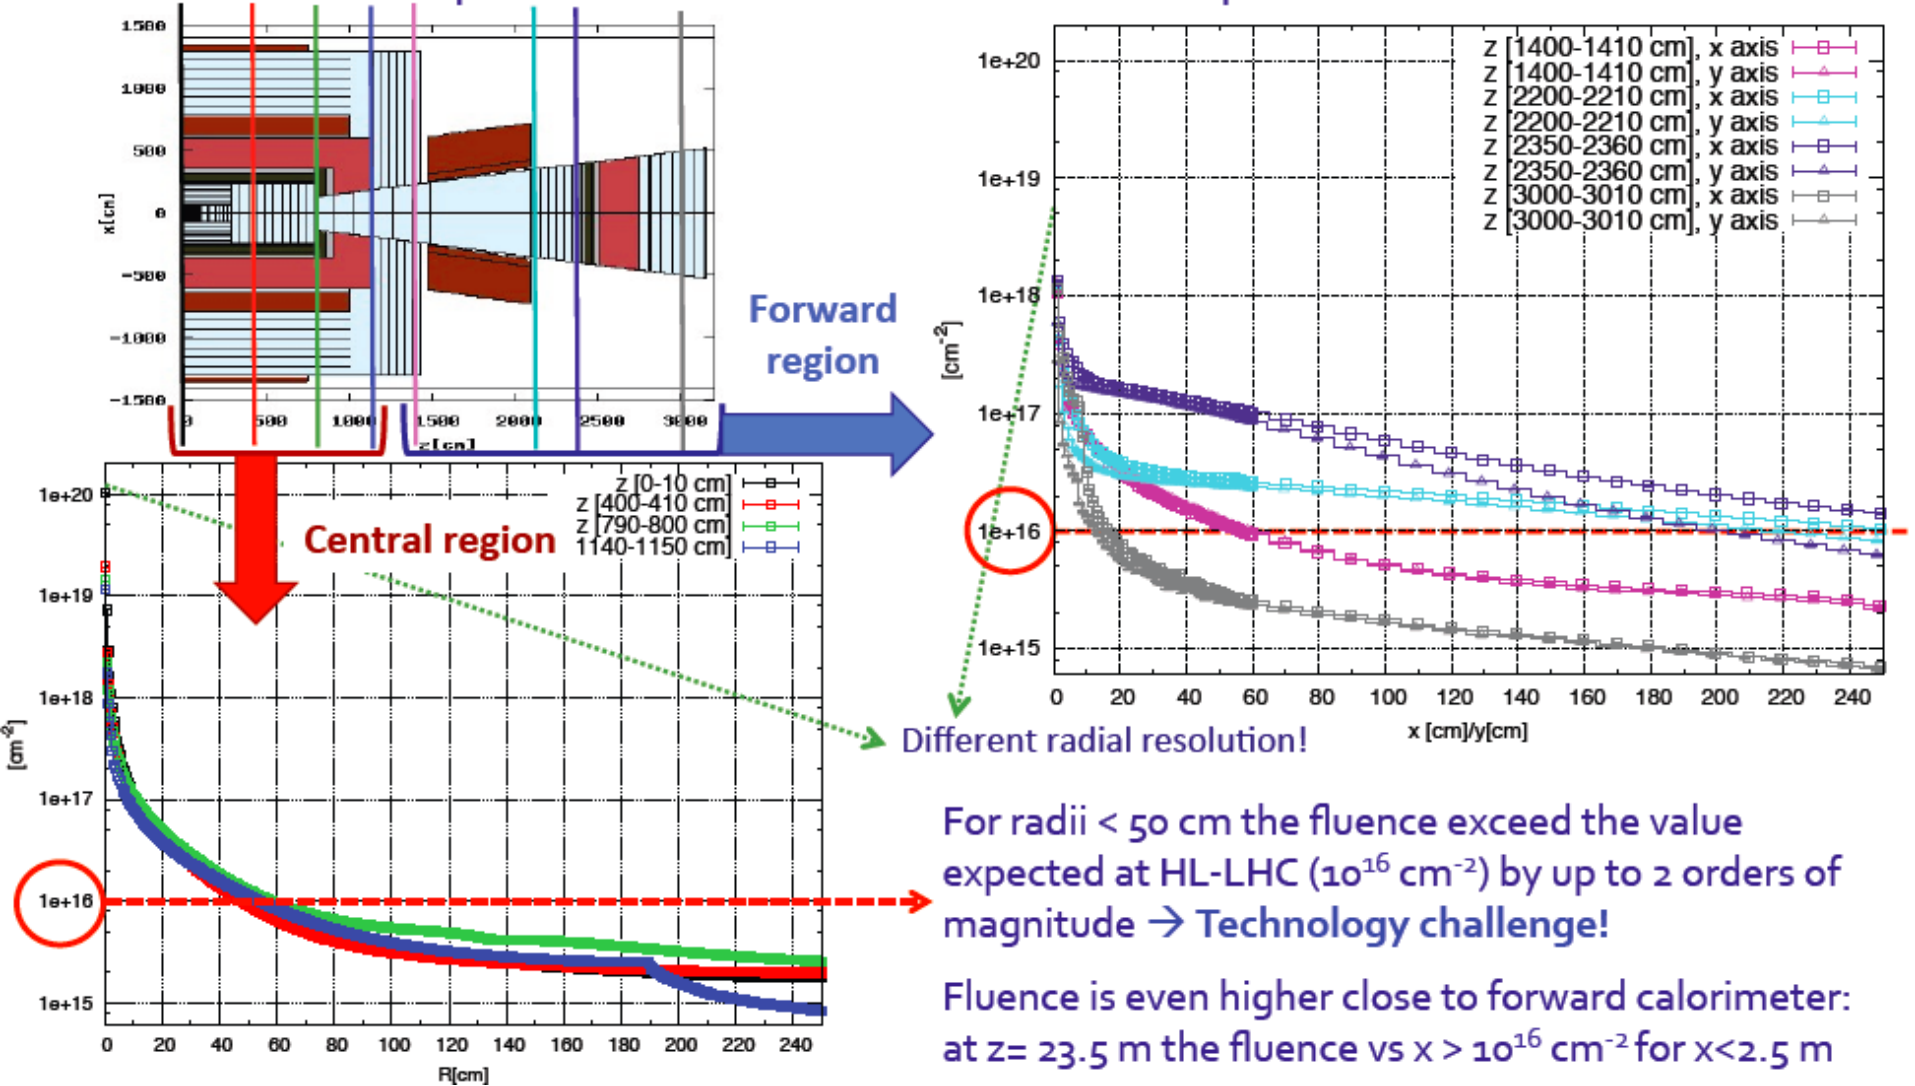 1500
1000
500
0
-500
-1000
-1500
x[cm]
0 500 1000 1500 2000 2500 3000
z[cm]
Forward
region
z [1400-1410 cm], x axis
z [1400-1410 cm], y axis
z [2200-2210 cm], x axis
z [2200-2210 cm], y axis
z [2350-2360 cm], x axis
z [2350-2360 cm], y axis
z [3000-3010 cm], x axis
z [3000-3010 cm], y axis
1e+20
1e+19
1e+18
1e+17
1e+16
1e+15
[cm-2]
0 20 40 60 80 100 120 140 160 180 200 220 240
x [cm]/y[cm]
z [0-10 cm]
z [400-410 cm]
z [790-800 cm]
1140-1150 cm]
Central region
1e+20
1e+19
1e+18
1e+17
1e+16
1e+15
[cm-2]
0 20 40 60 80 100 120 140 160 180 200 220 240
R[cm]
Different radial resolution!
For radii < 50 cm the fluence exceed the value
expected at HL-LHC (10¹⁶ cm⁻²) by up to 2 orders of
magnitude → Technology challenge!
Fluence is even higher close to forward calorimeter:
at z= 23.5 m the fluence vs x > 10¹⁶ cm⁻² for x<2.5 m